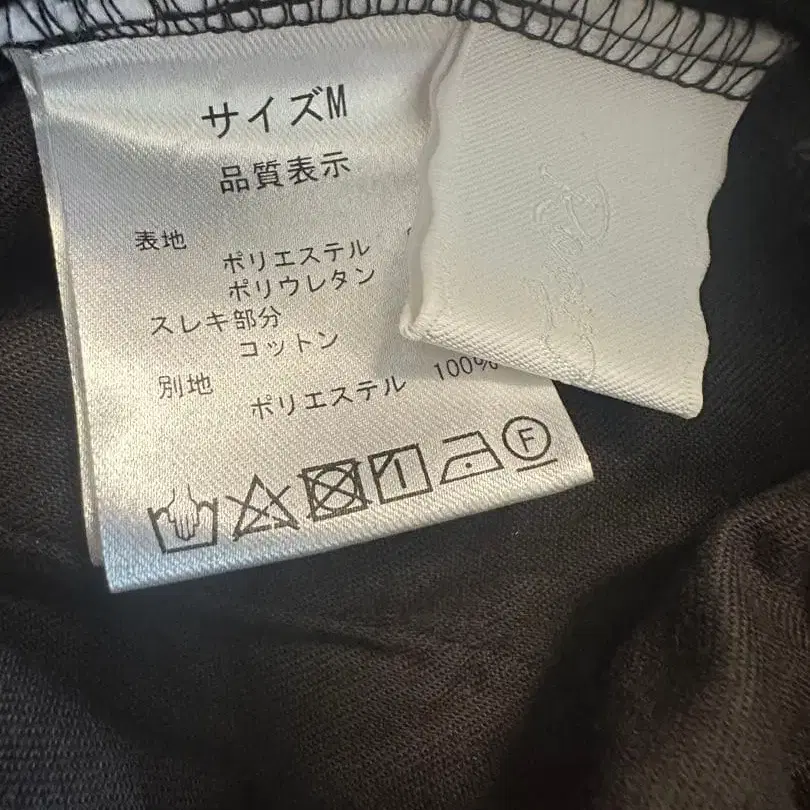 サイズM
品質表示
表地
ポリエステル
ポリウレタン
スレキ部分
コットン
別地
ポリエステル 100%
F